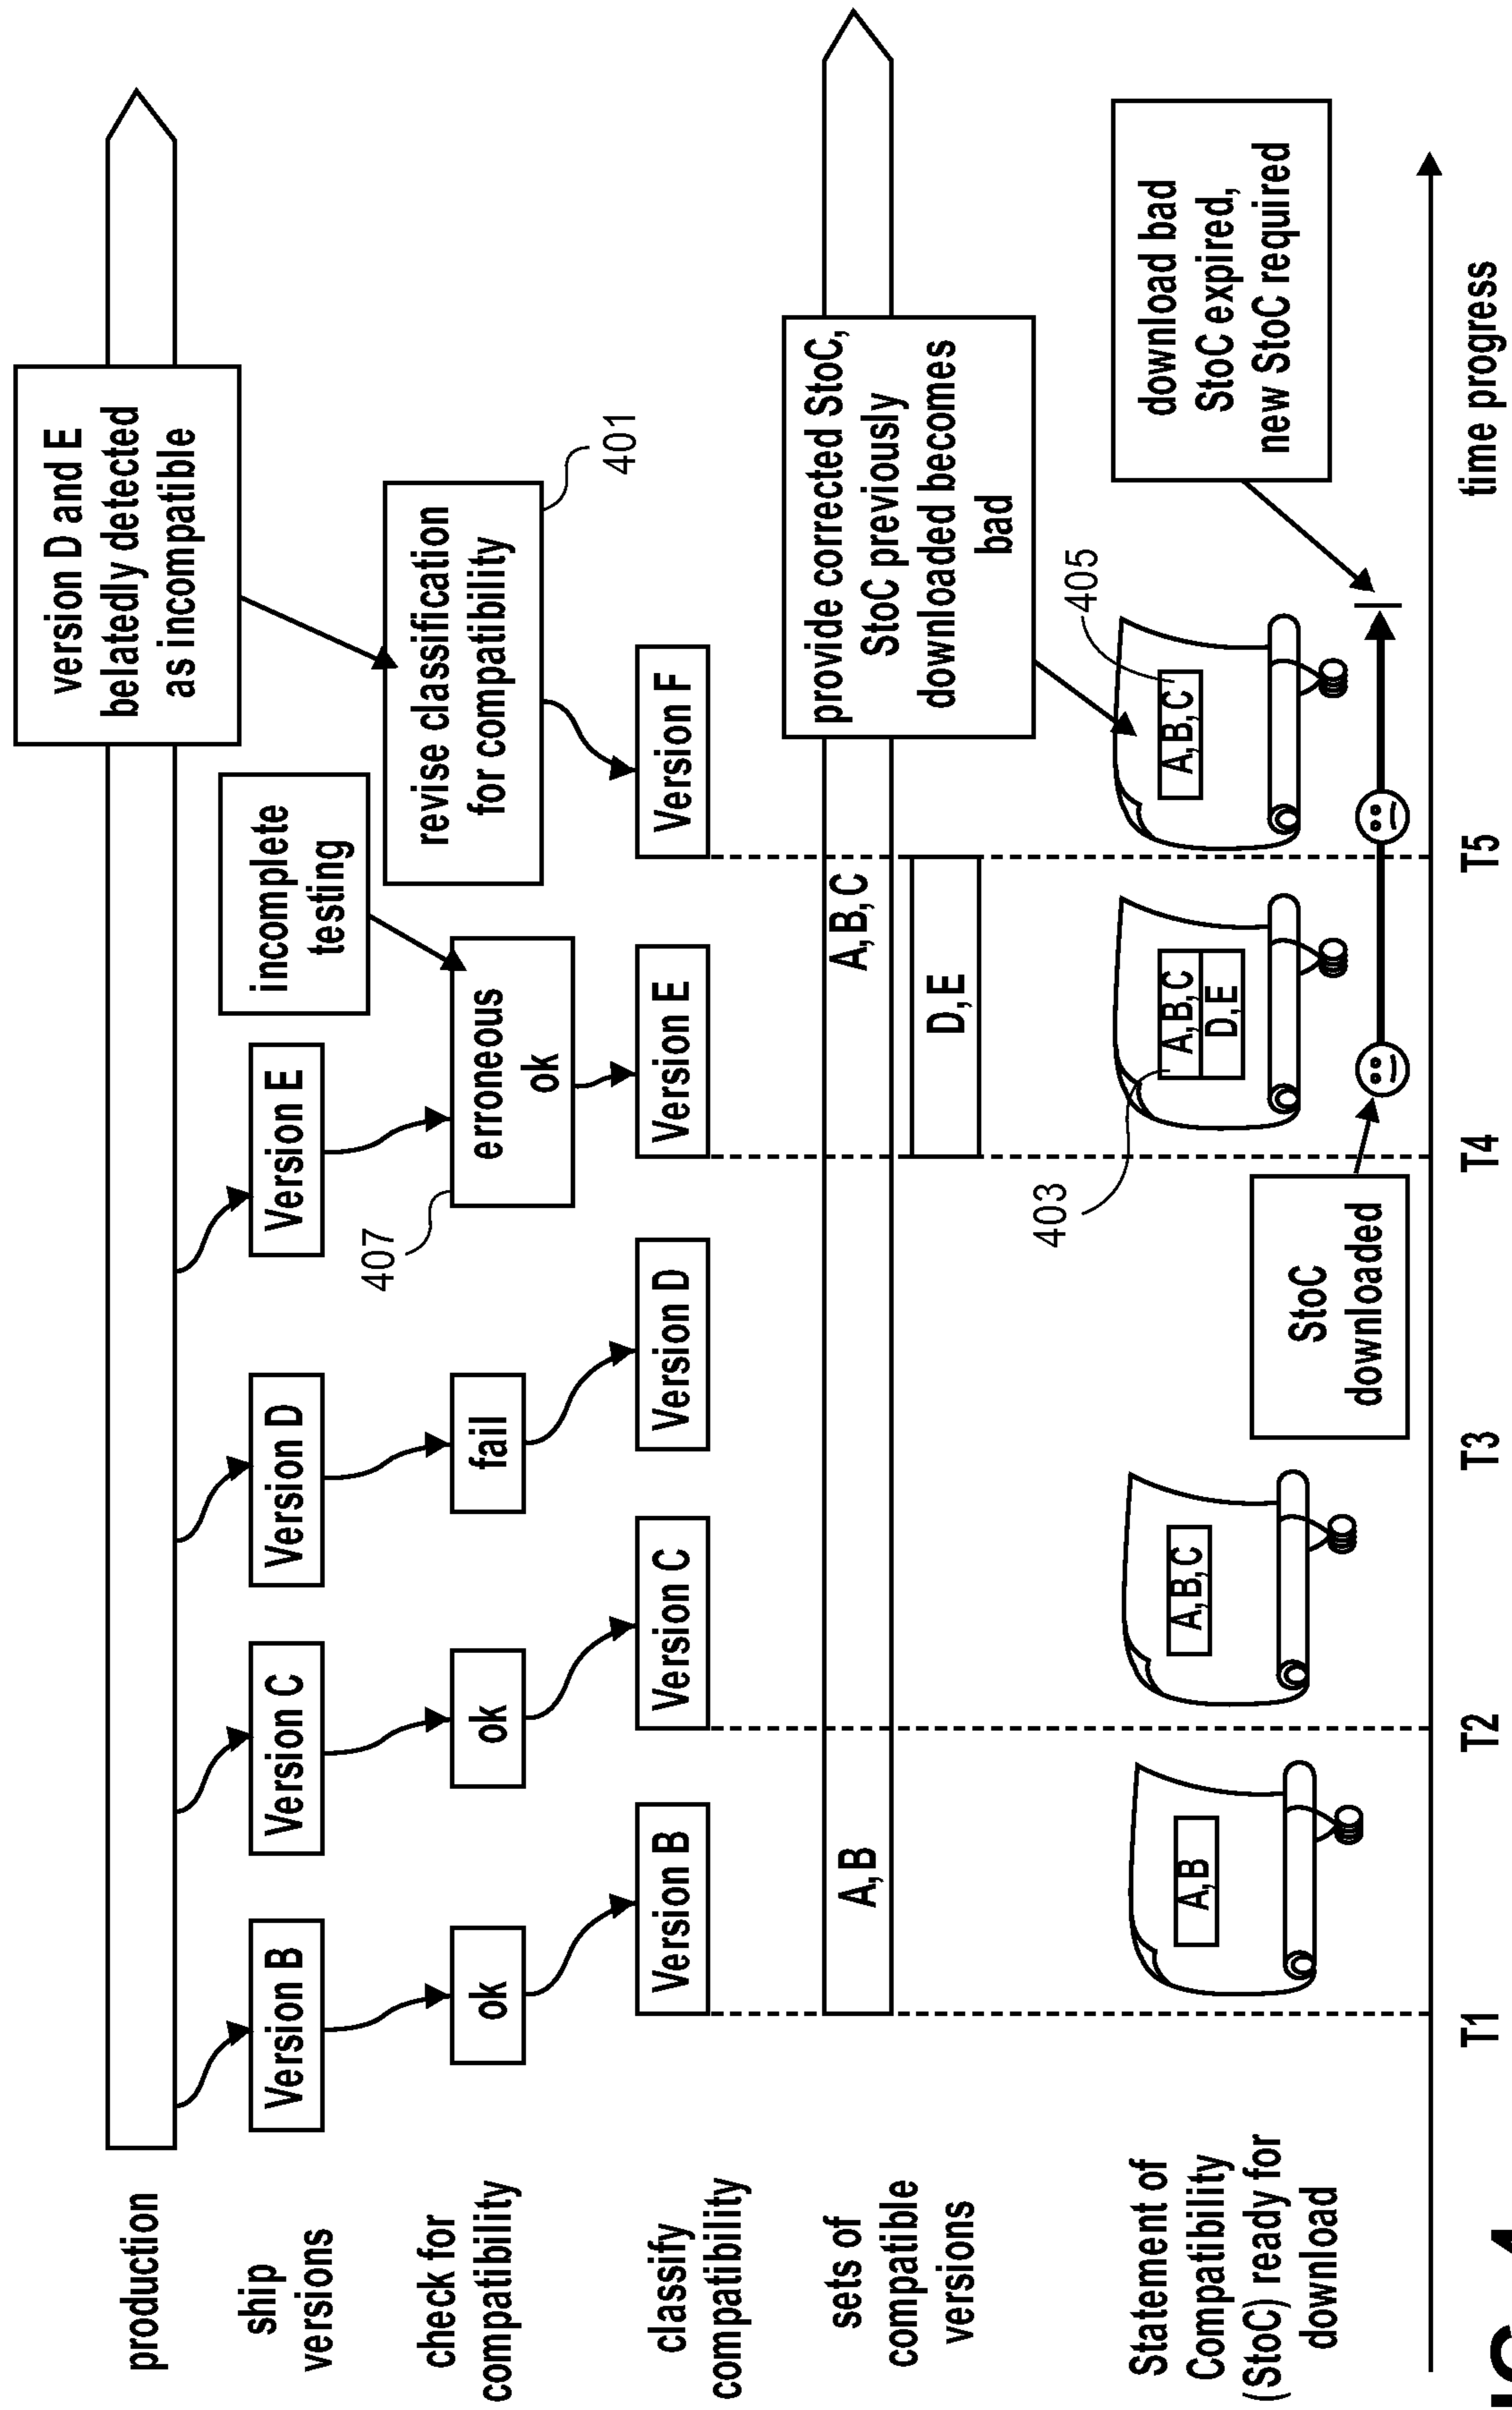 production
version D and E
belatedly detected
as incompatible
ship
versions
Version B
Version C
Version D
Version E
incomplete
testing
check for
compatibility
ok
ok
fail
407
erroneous
ok
revise classification
for compatibility
401
classify
compatibility
Version B
Version C
Version D
Version E
Version F
sets of
compatible
versions
A,B
A,B,C
D,E
provide corrected StoC,
StoC previously
downloaded becomes
bad
Statement of
Compatibility
(StoC) ready for
download
A,B
A,B,C
403
A,B,C
D,E
405
A,B,C
StoC
downloaded
download bad
StoC expired,
new StoC required
T1
T2
T3
T4
T5
time progress